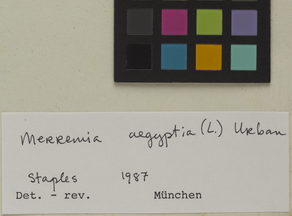 Merremia aegyptia (L.) Urban
Staples 1987
Det. - rev. München